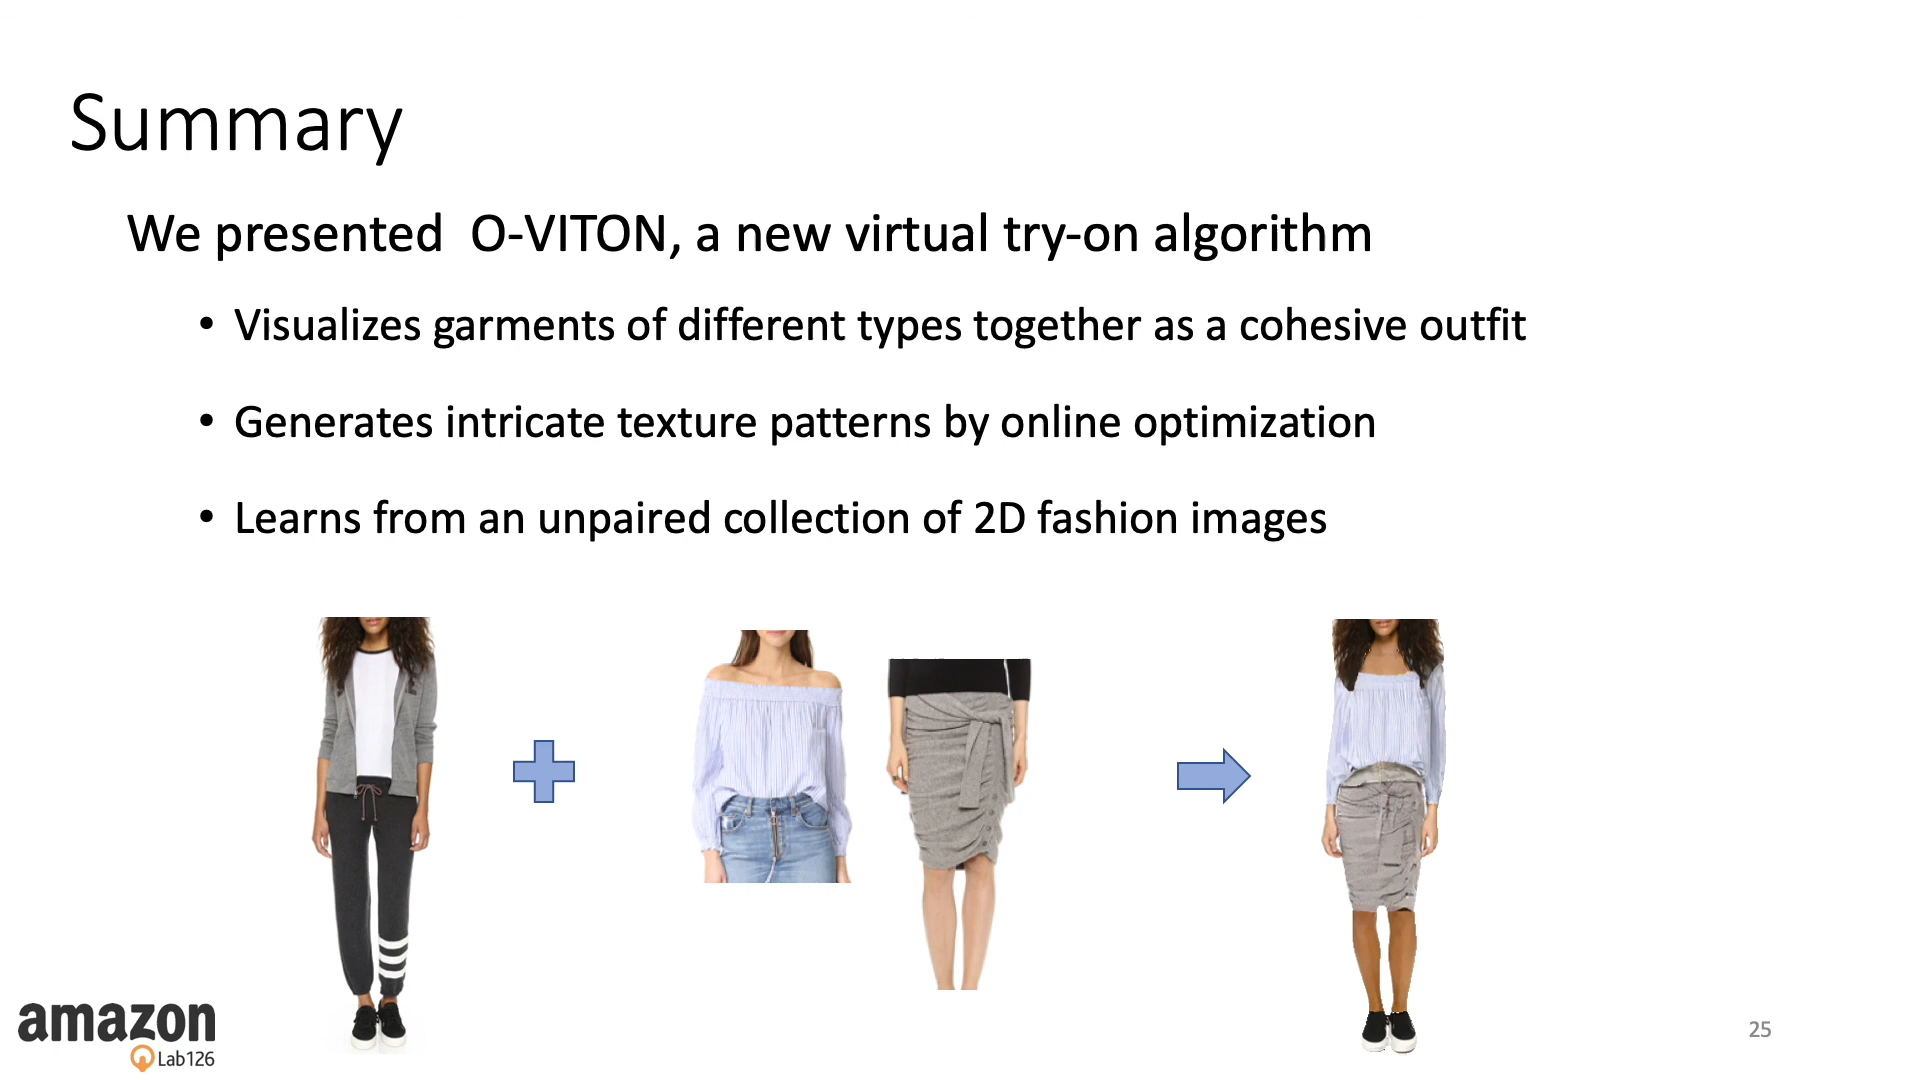 Summary
We presented  O-VITON, a new virtual try-on algorithm
• Visualizes garments of different types together as a cohesive outfit
• Generates intricate texture patterns by online optimization
• Learns from an unpaired collection of 2D fashion images
amazon
Lab126
25